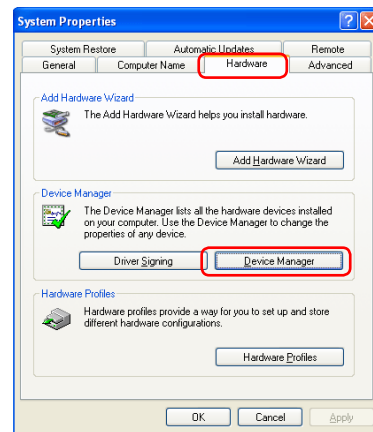 System Properties
System Restore Automatic Updates Remote
General Computer Name Hardware Advanced
Add Hardware Wizard
The Add Hardware Wizard helps you install hardware.
Add Hardware Wizard
Device Manager
The Device Manager lists all the hardware devices installed
on your computer. Use the Device Manager to change the
properties of any device.
Driver Signing Device Manager
Hardware Profiles
Hardware profiles provide a way for you to set up and store
different hardware configurations.
Hardware Profiles
OK Cancel Apply